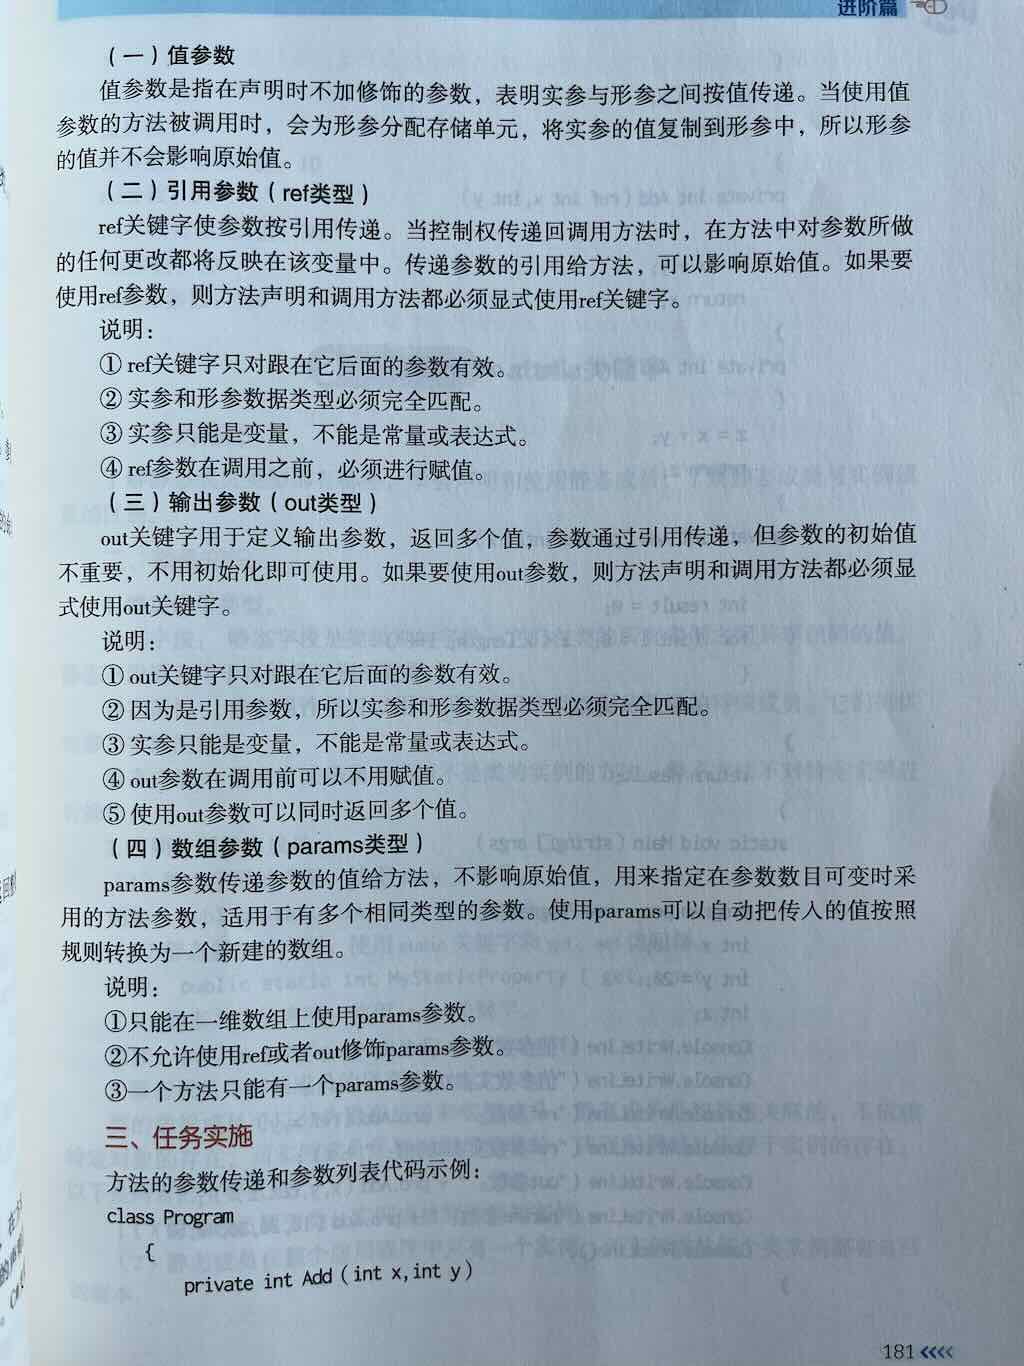 进阶篇
（一）值参数
值参数是指在声明时不加修饰的参数，表明实参与形参之间按值传递。当使用值
参数的方法被调用时，会为形参分配存储单元，将实参的值复制到形参中，所以形参
的值并不会影响原始值。
（二）引用参数（ref类型）
ref关键字使参数按引用传递。当控制权传递回调用方法时，在方法中对参数所做
的任何更改都将反映在该变量中。传递参数的引用给方法，可以影响原始值。如果要
使用ref参数，则方法声明和调用方法都必须显式使用ref关键字。
说明：
① ref关键字只对跟在它后面的参数有效。
② 实参和形参数据类型必须完全匹配。
③ 实参只能是变量，不能是常量或表达式。
④ ref参数在调用之前，必须进行赋值。
（三）输出参数（out类型）
out关键字用于定义输出参数，返回多个值，参数通过引用传递，但参数的初始值
不重要，不用初始化即可使用。如果要使用out参数，则方法声明和调用方法都必须显
式使用out关键字。
说明：
① out关键字只对跟在它后面的参数有效。
② 因为是引用参数，所以实参和形参数据类型必须完全匹配。
③ 实参只能是变量，不能是常量或表达式。
④ out参数在调用前可以不用赋值。
⑤ 使用out参数可以同时返回多个值。
（四）数组参数（params类型）
params参数传递参数的值给方法，不影响原始值，用来指定在参数数目可变时采
用的方法参数，适用于有多个相同类型的参数。使用params可以自动把传入的值按照
规则转换为一个新建的数组。
说明：
①只能在一维数组上使用params参数。
②不允许使用ref或者out修饰params参数。
③一个方法只能有一个params参数。
三、任务实施
方法的参数传递和参数列表代码示例：
class Program
{
private int Add（int x,int y）
181